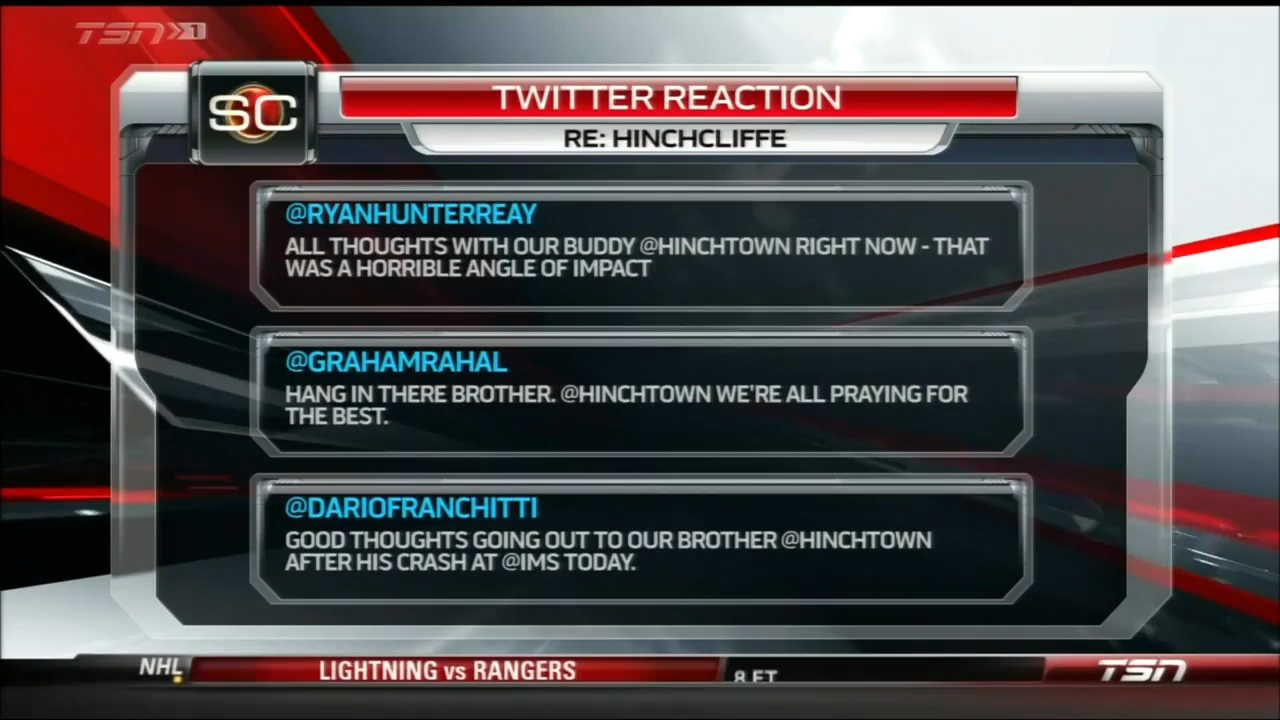 TSN 1
SC
TWITTER REACTION
RE: HINCHCLIFFE
@RYANHUNTERREAY
ALL THOUGHTS WITH OUR BUDDY @HINCHTOWN RIGHT NOW - THAT
WAS A HORRIBLE ANGLE OF IMPACT
@GRAHAMRAHAL
HANG IN THERE BROTHER. @HINCHTOWN WE'RE ALL PRAYING FOR
THE BEST.
@DARIOFRANCHITTI
GOOD THOUGHTS GOING OUT TO OUR BROTHER @HINCHTOWN
AFTER HIS CRASH AT @IMS TODAY.
NHL LIGHTNING vs RANGERS TSN